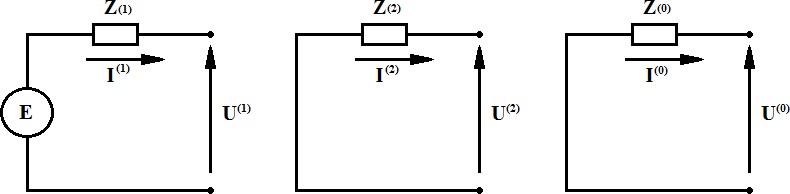 Z(1) Z(2) Z(0)
I(1) I(2) I(0)
E U(1) U(2) U(0)